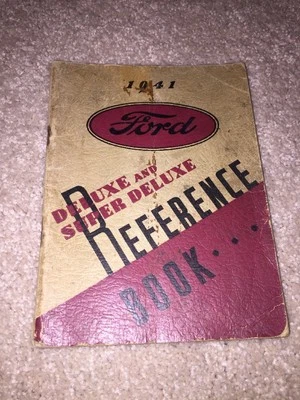 1941
Ford
DELUXE AND
SUPER DELUXE
REFERENCE
BOOK...